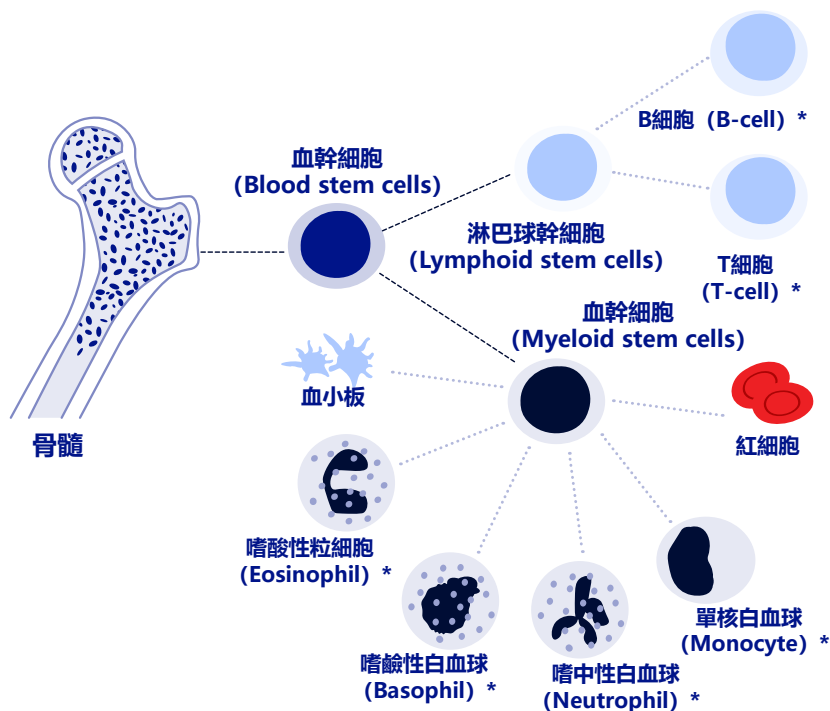 B細胞（B-cell）*
血幹細胞
(Blood stem cells)
淋巴球幹細胞
(Lymphoid stem cells)
T細胞
(T-cell) *
血幹細胞
(Myeloid stem cells)
血小板
骨髓
紅細胞
嗜酸性粒細胞
(Eosinophil) *
單核白血球
(Monocyte) *
嗜鹼性白血球
(Basophil) *
嗜中性白血球
(Neutrophil) *